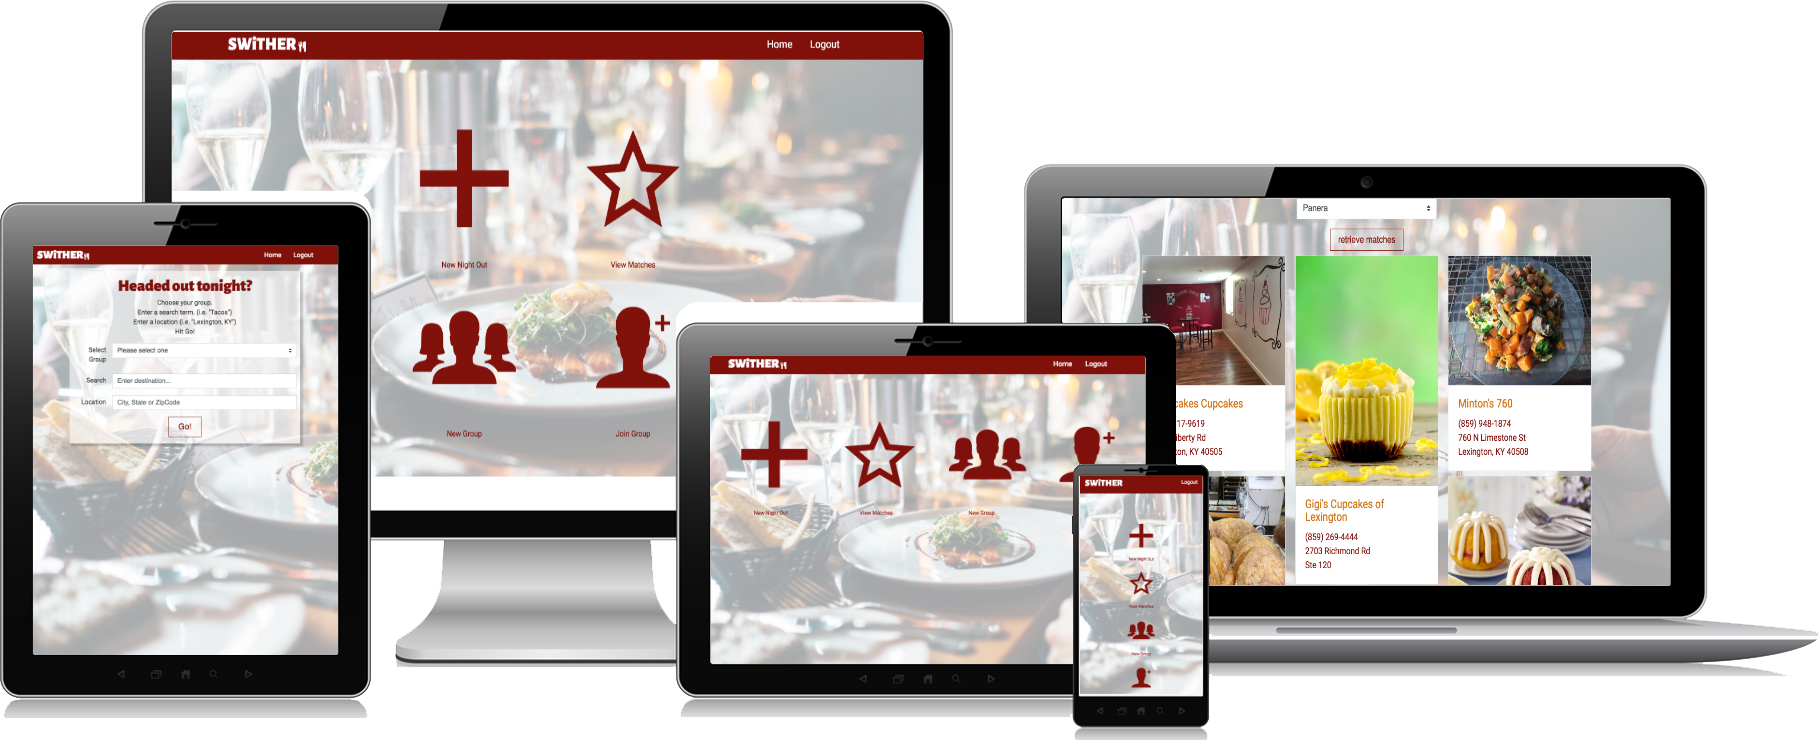 SWiTHER
Home Logout
New Night Out
View Matches
New Group
Join Group
SWiTHER
Home Logout
Headed out tonight?
Choose your group.
Enter a search term. (i.e. "Tacos")
Enter a location (i.e. "Lexington, KY")
Hit Go!
Select Group
Please select one
Search
Enter destination...
Location
City, State or ZipCode
Go!
SWiTHER
Home Logout
New Night Out
View Matches
New Group
SWiTHER
Logout
New Night Out
View Matches
New Group
Panera
retrieve matches
cakes Cupcakes
17-9619
iberty Rd
ton, KY 40505
Gigi's Cupcakes of
Lexington
(859) 269-4444
2703 Richmond Rd
Ste 120
Minton's 760
(859) 948-1874
760 N Limestone St
Lexington, KY 40508